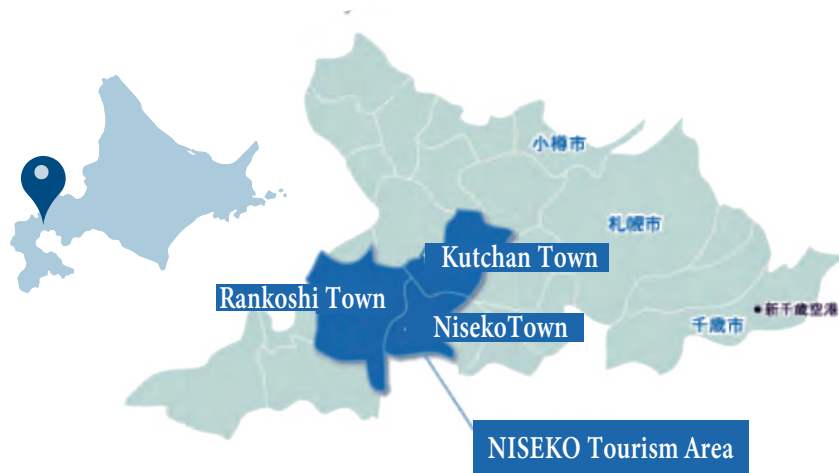 小樽市
札幌市
Kutchan Town
Rankoshi Town
新千歳空港
NisekoTown
千歳市
NISEKO Tourism Area